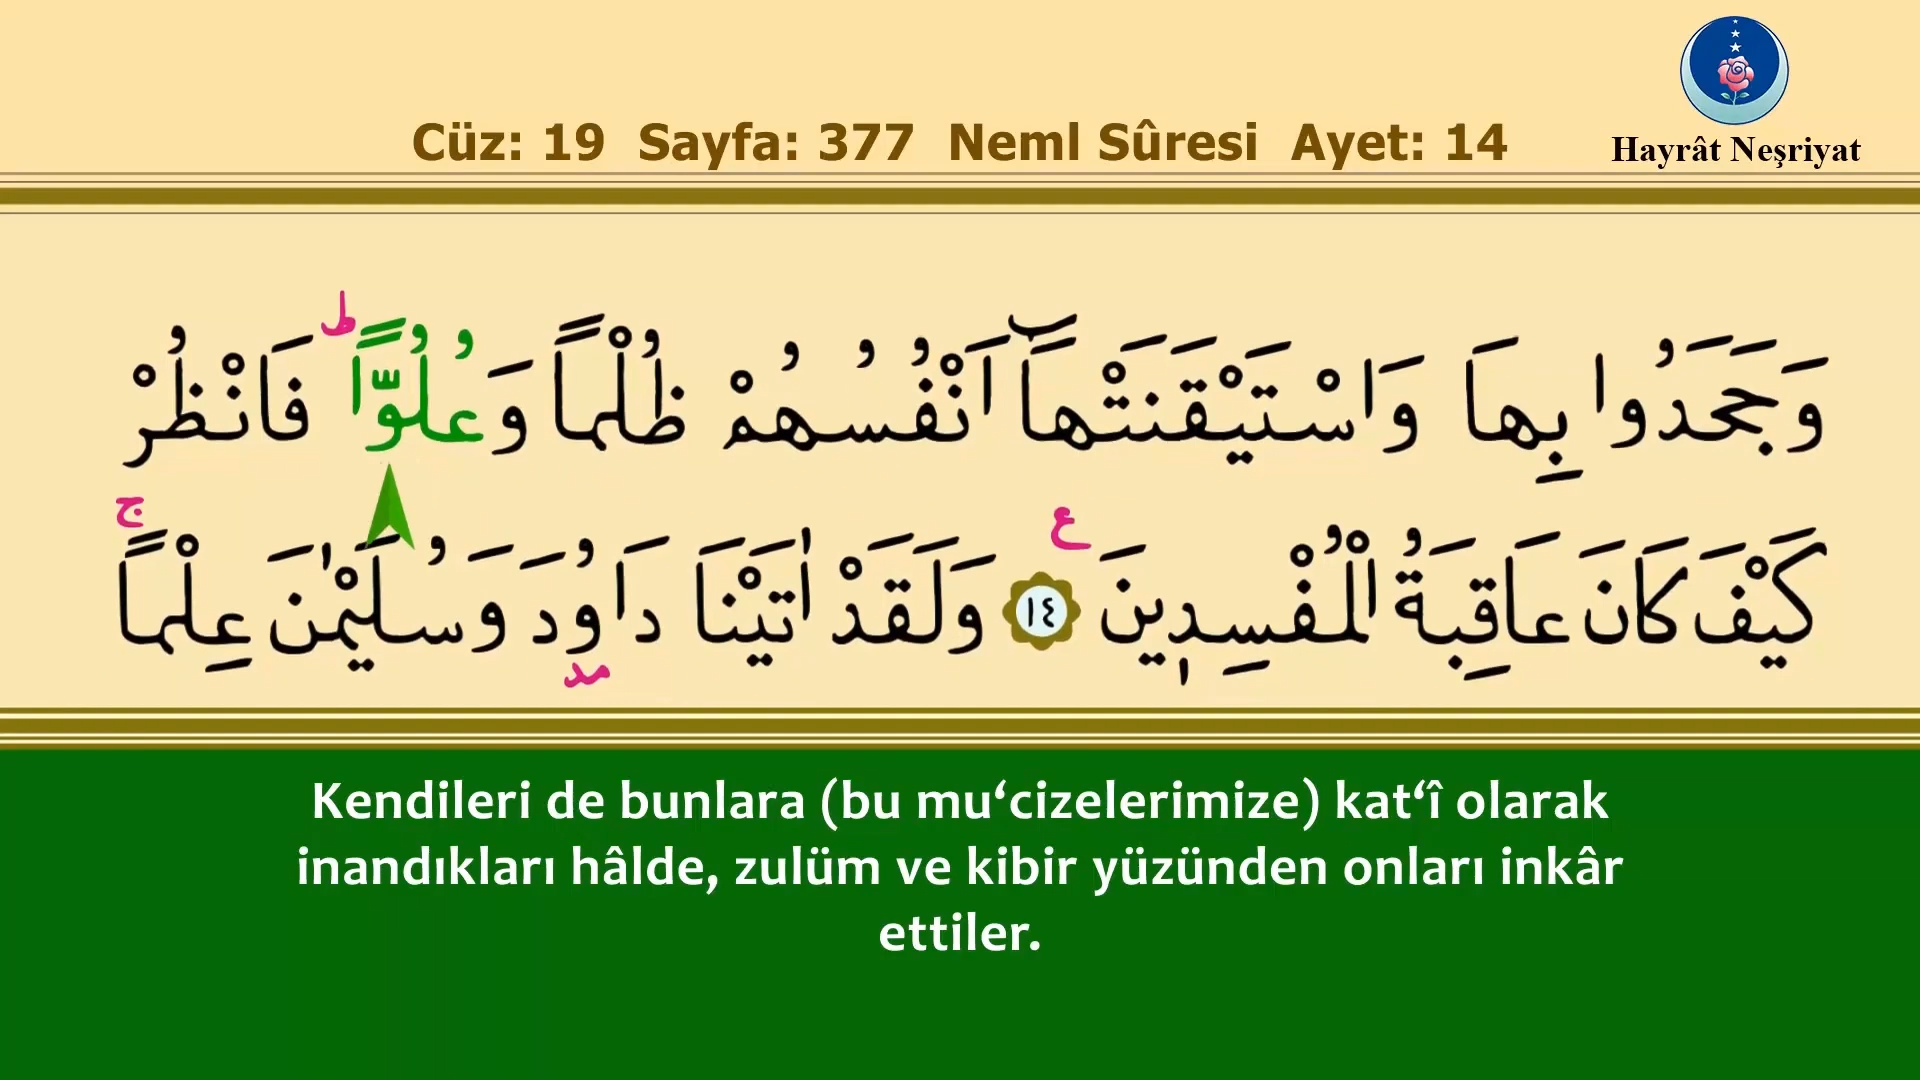 Cüz: 19 Sayfa: 377 Neml Sûresi Ayet: 14
Hayrât Neşriyat
وَجَحَدُوا بِهَا وَاسْتَيْقَنَتْهَٓا اَنْفُسُهُمْ ظُلْمًا وَعُلُوًّاۜ فَانْظُرْ
كَيْفَ كَانَ عَاقِبَةُ الْمُفْسِدٖينَ ع ﴿١٤﴾ وَلَقَدْ اٰتَيْنَا دَاوُدَ وَسُلَيْمٰنَ عِلْمًاۚ
مد
Kendileri de bunlara (bu mu‘cizelerimize) kat‘î olarak
inandıkları hâlde, zulüm ve kibir yüzünden onları inkâr
ettiler.